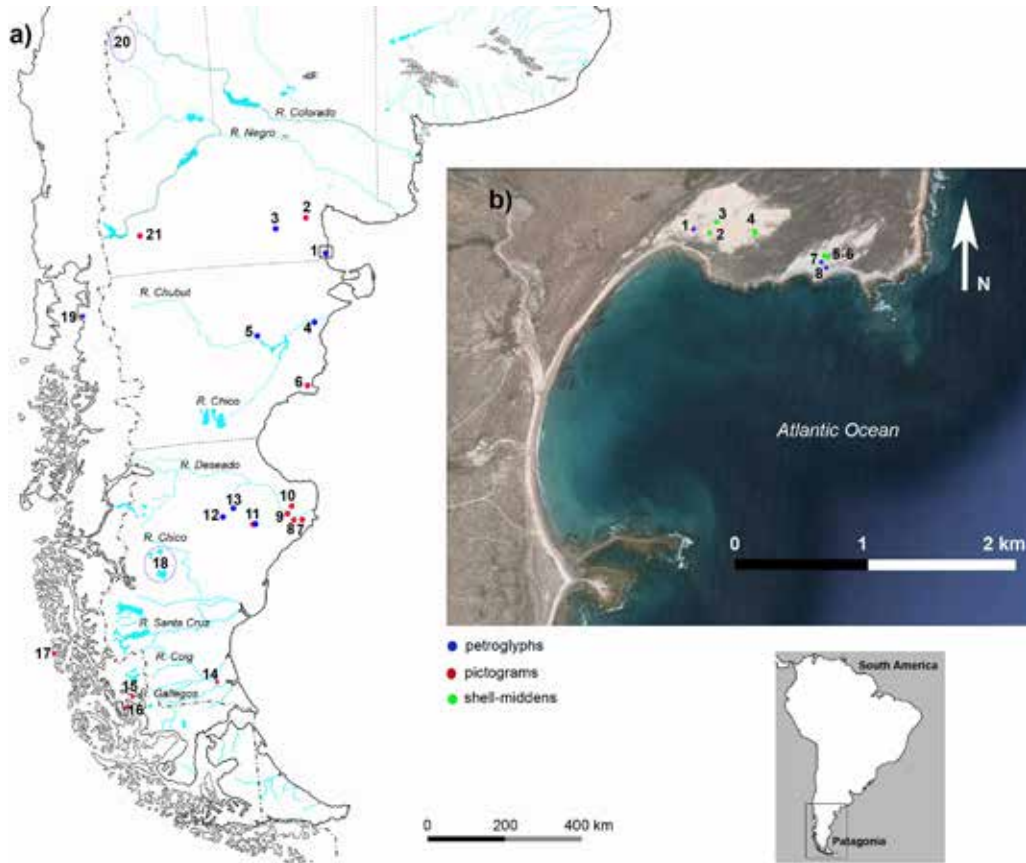 a)
20
R. Colorado
R. Negro
2
3
21
1
R. Chubut
19
5
4
6
R. Chico
R. Deseado
10
13
12
11
9
8
7
R. Chico
18
R. Santa Cruz
17
R. Coig
14
15
R. Gallegos
16
0 200 400 km
b)
3
1
2
4
7
5-6
8
N
Atlantic Ocean
0 1 2 km
petroglyphs
pictograms
shell-middens
South America
Patagonia